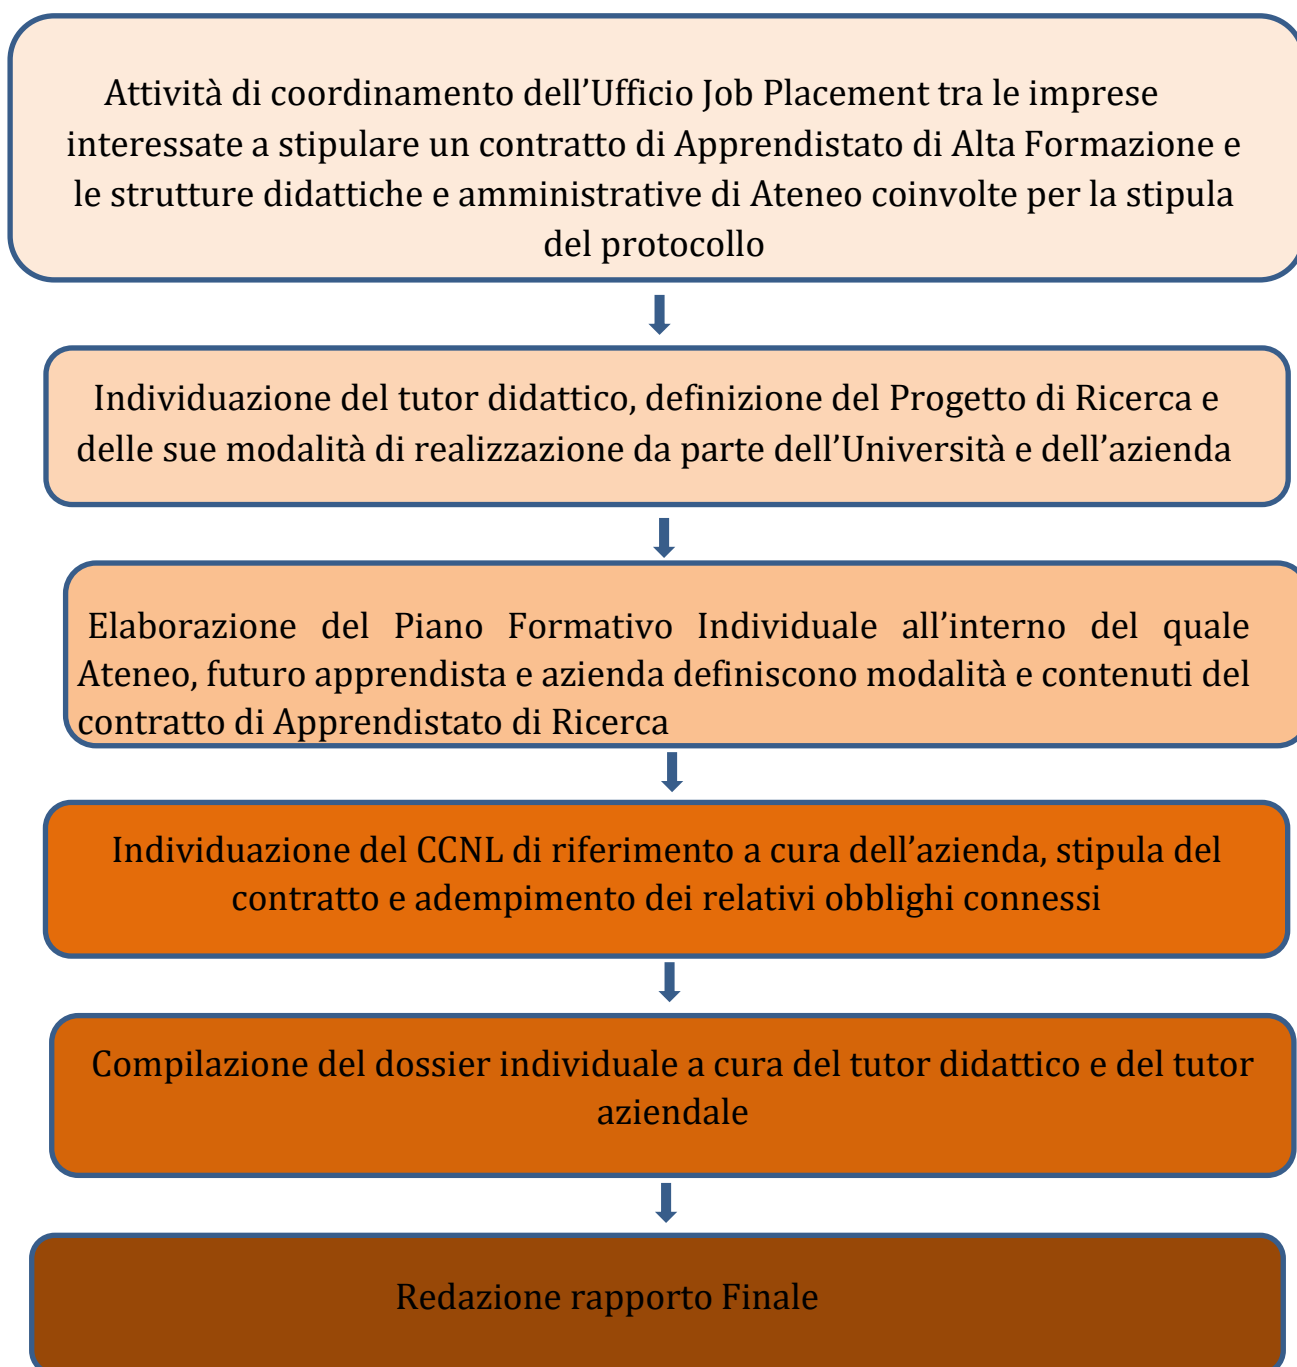 Attività di coordinamento dell’Ufficio Job Placement tra le imprese
interessate a stipulare un contratto di Apprendistato di Alta Formazione e
le strutture didattiche e amministrative di Ateneo coinvolte per la stipula
del protocollo
Individuazione del tutor didattico, definizione del Progetto di Ricerca e
delle sue modalità di realizzazione da parte dell’Università e dell’azienda
Elaborazione del Piano Formativo Individuale all’interno del quale
Ateneo, futuro apprendista e azienda definiscono modalità e contenuti del
contratto di Apprendistato di Ricerca
Individuazione del CCNL di riferimento a cura dell’azienda, stipula del
contratto e adempimento dei relativi obblighi connessi
Compilazione del dossier individuale a cura del tutor didattico e del tutor
aziendale
Redazione rapporto Finale